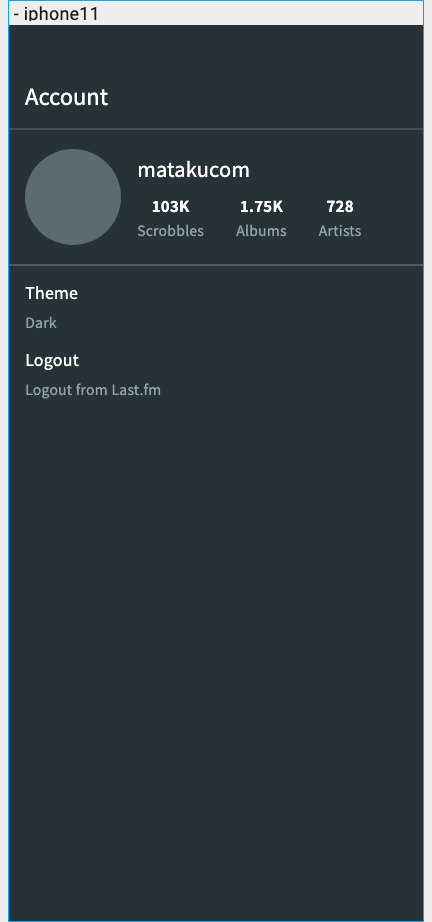 - iphone11
Account
matakucom
103K 1.75K 728
Scrobbles Albums Artists
Theme
Dark
Logout
Logout from Last.fm